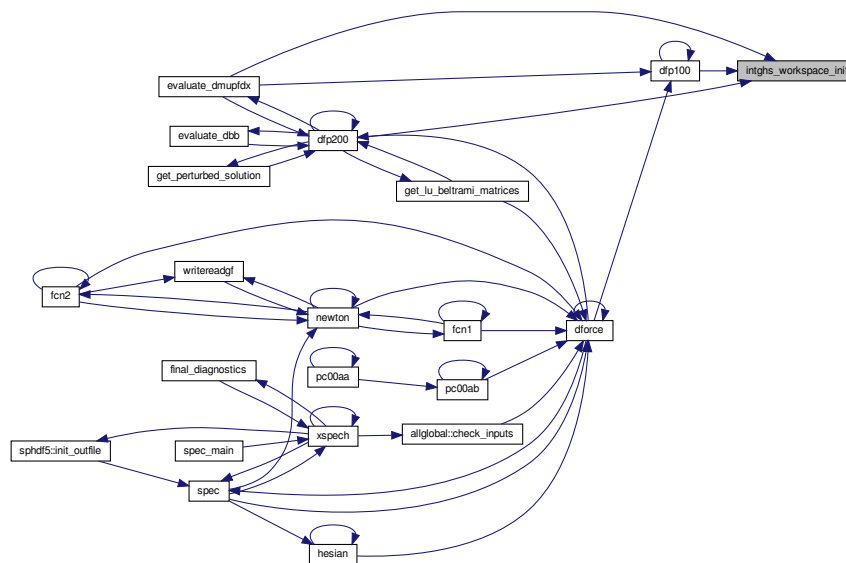 dfp100
intghs_workspace_init
evaluate_dmupfdx
evaluate_dbb
dfp200
get_perturbed_solution
get_lu_beltrami_matrices
writereadgf
fcn2
newton
fcn1
dforce
final_diagnostics
pc00aa
pc00ab
xspech
allglobal::check_inputs
sphdf5::init_outfile
spec_main
spec
hesian